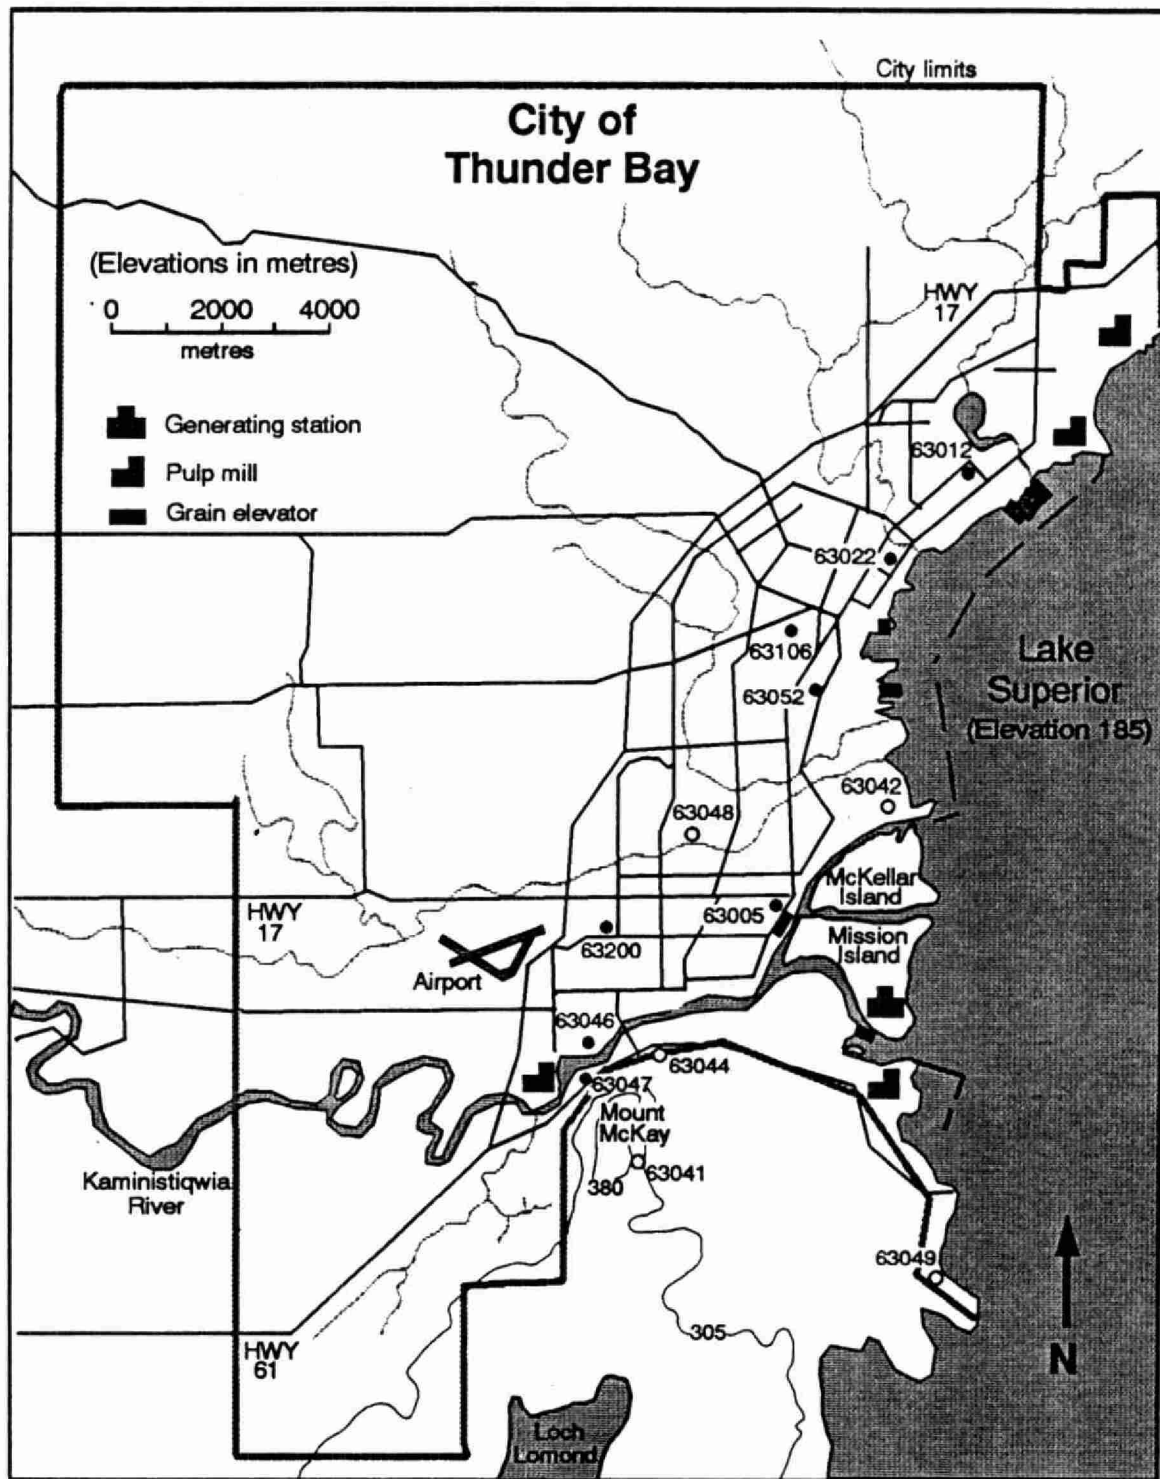 City limits
City of
Thunder Bay
(Elevations in metres)
0 2000 4000
metres
HWY
17
Generating station
Pulp mill
Grain elevator
63012
63022
63106
63052
Lake
Superior
(Elevation 185)
63042
63048
McKellar
Island
HWY
17
63005
63200
Mission
Island
Airport
63046
63044
63047
Mount
McKay
63041
380
Kaministiqwia
River
63049
305
HWY
61
N
Loch
Lomond